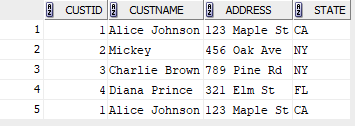 CUSTID CUSTNAME ADDRESS STATE
1 1 Alice Johnson 123 Maple St CA
2 2 Mickey 456 Oak Ave NY
3 3 Charlie Brown 789 Pine Rd NY
4 4 Diana Prince 321 Elm St FL
5 1 Alice Johnson 123 Maple St CA